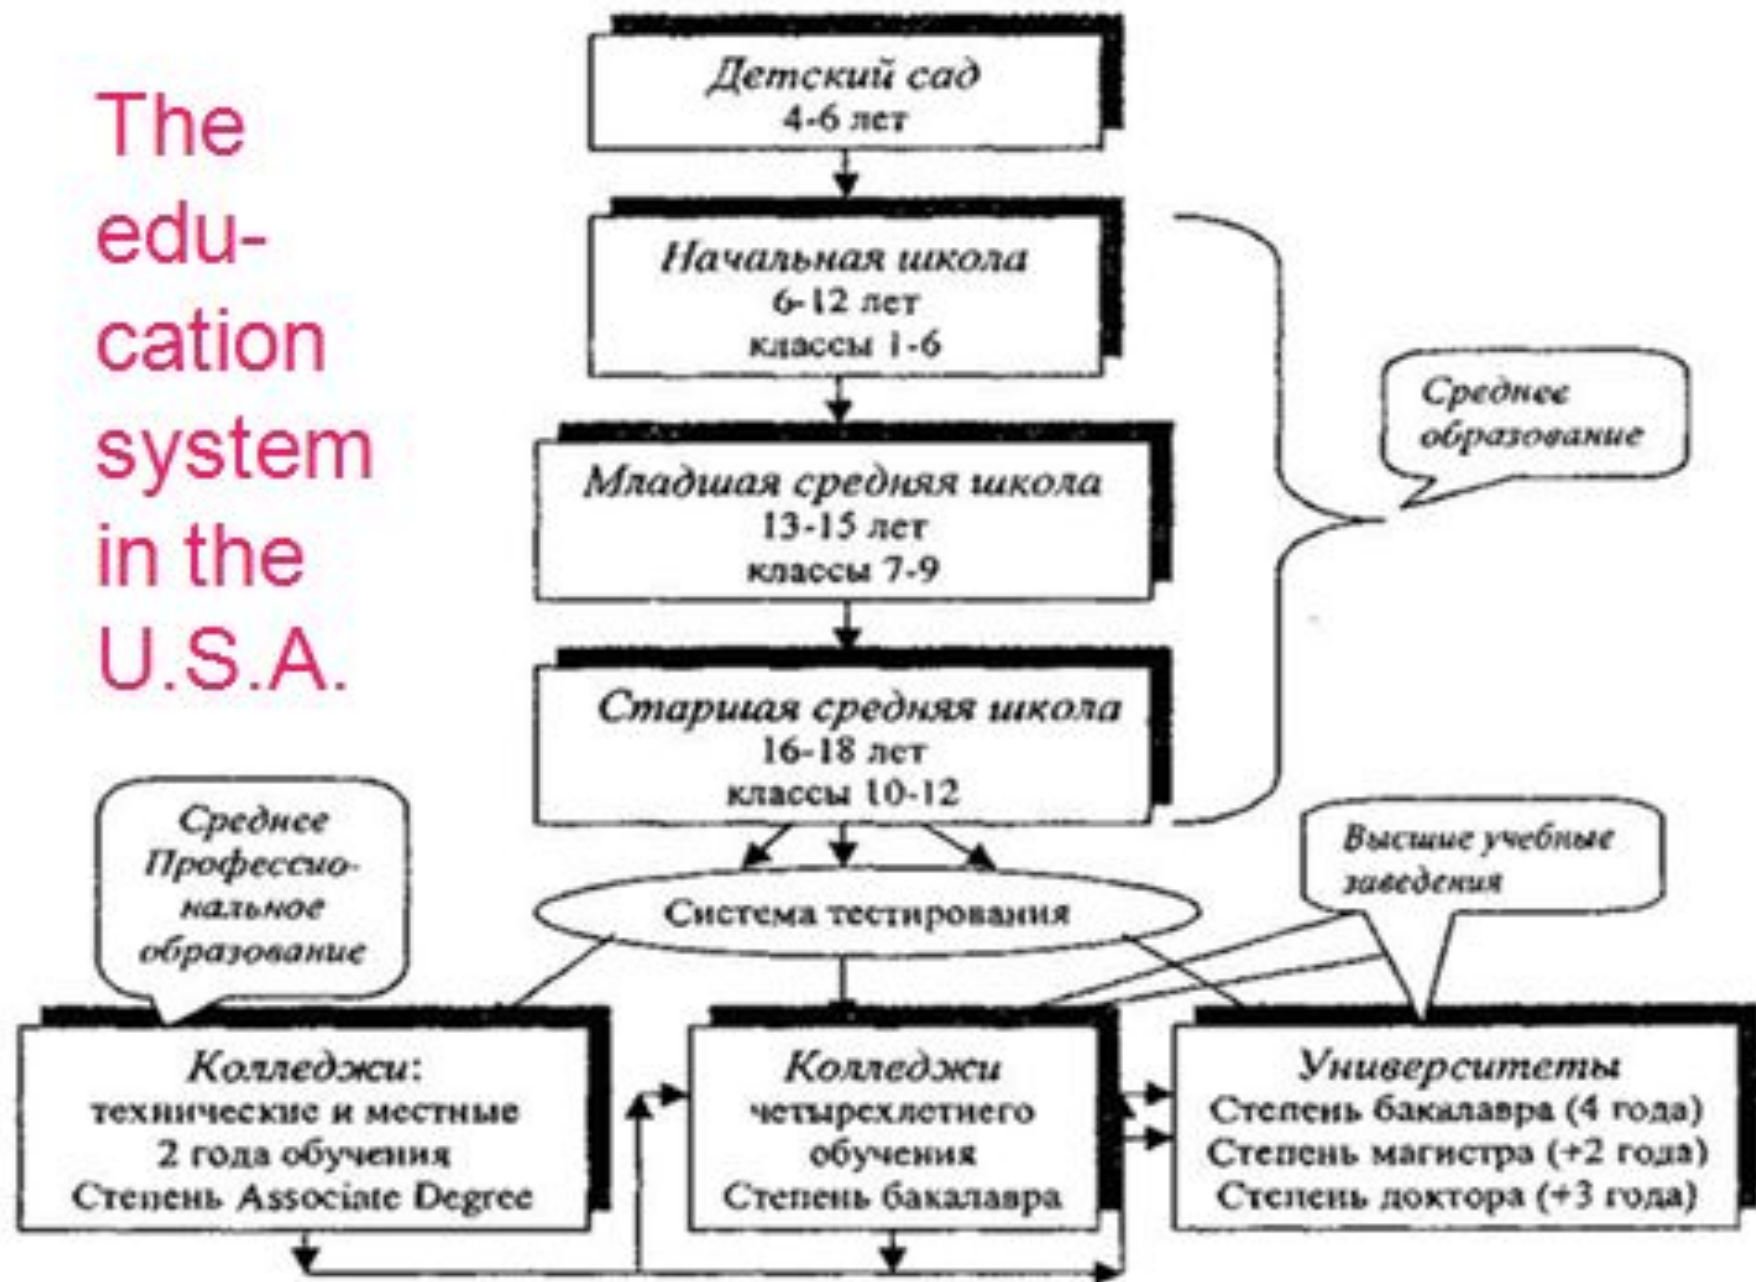 The
edu-
cation
system
in the
U.S.A.
Детский сад
4-6 лет
Начальная школа
6-12 лет
классы 1-6
Младшая средняя школа
13-15 лет
классы 7-9
Старшая средняя школа
16-18 лет
классы 10-12
Среднее
образование
Система тестирования
Среднее
Профессио-
нальное
образование
Высшие учебные
заведения
Колледжи:
технические и местные
2 года обучения
Степень Associate Degree
Колледжи
четырехлетнего
обучения
Степень бакалавра
Университеты
Степень бакалавра (4 года)
Степень магистра (+2 года)
Степень доктора (+3 года)